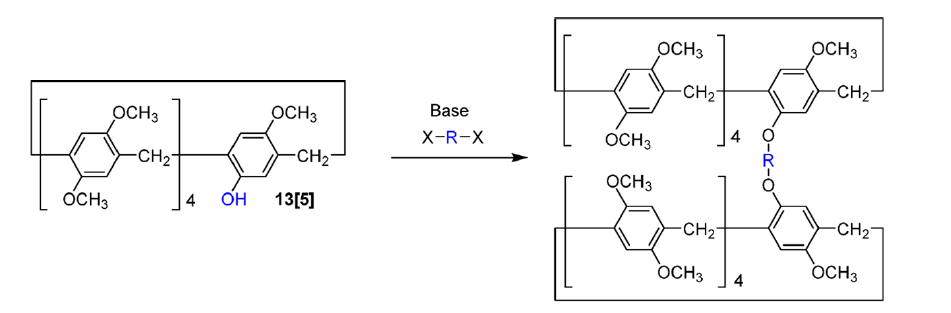 OCH₃
OCH₃
CH₂
CH₂
OCH₃
4
OH
13[5]
Base
X-R-X
OCH₃
OCH₃
CH₂
CH₂
OCH₃
4
O
R
O
OCH₃
CH₂
CH₂
OCH₃
4
OCH₃